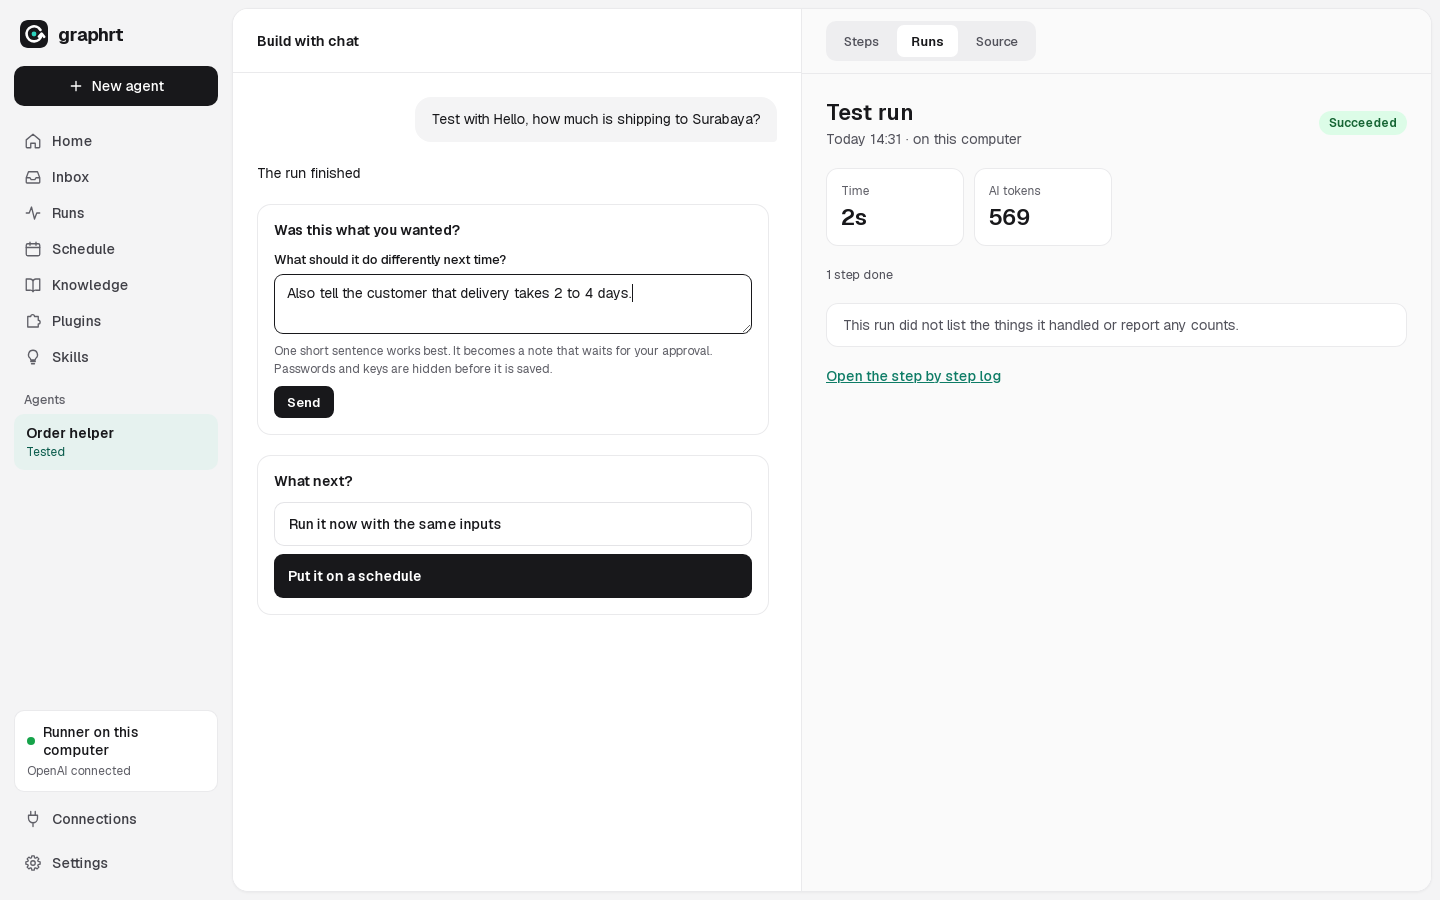 graphrt
New agent
Home
Inbox
Runs
Schedule
Knowledge
Plugins
Skills
Agents
Order helper
Tested
Runner on this
computer
OpenAI connected
Connections
Settings
Build with chat
Test with Hello, how much is shipping to Surabaya?
The run finished
Was this what you wanted?
What should it do differently next time?
Also tell the customer that delivery takes 2 to 4 days.
One short sentence works best. It becomes a note that waits for your approval.
Passwords and keys are hidden before it is saved.
Send
What next?
Run it now with the same inputs
Put it on a schedule
Steps
Runs
Source
Test run
Succeeded
Today 14:31 · on this computer
Time
2s
AI tokens
569
1 step done
This run did not list the things it handled or report any counts.
Open the step by step log